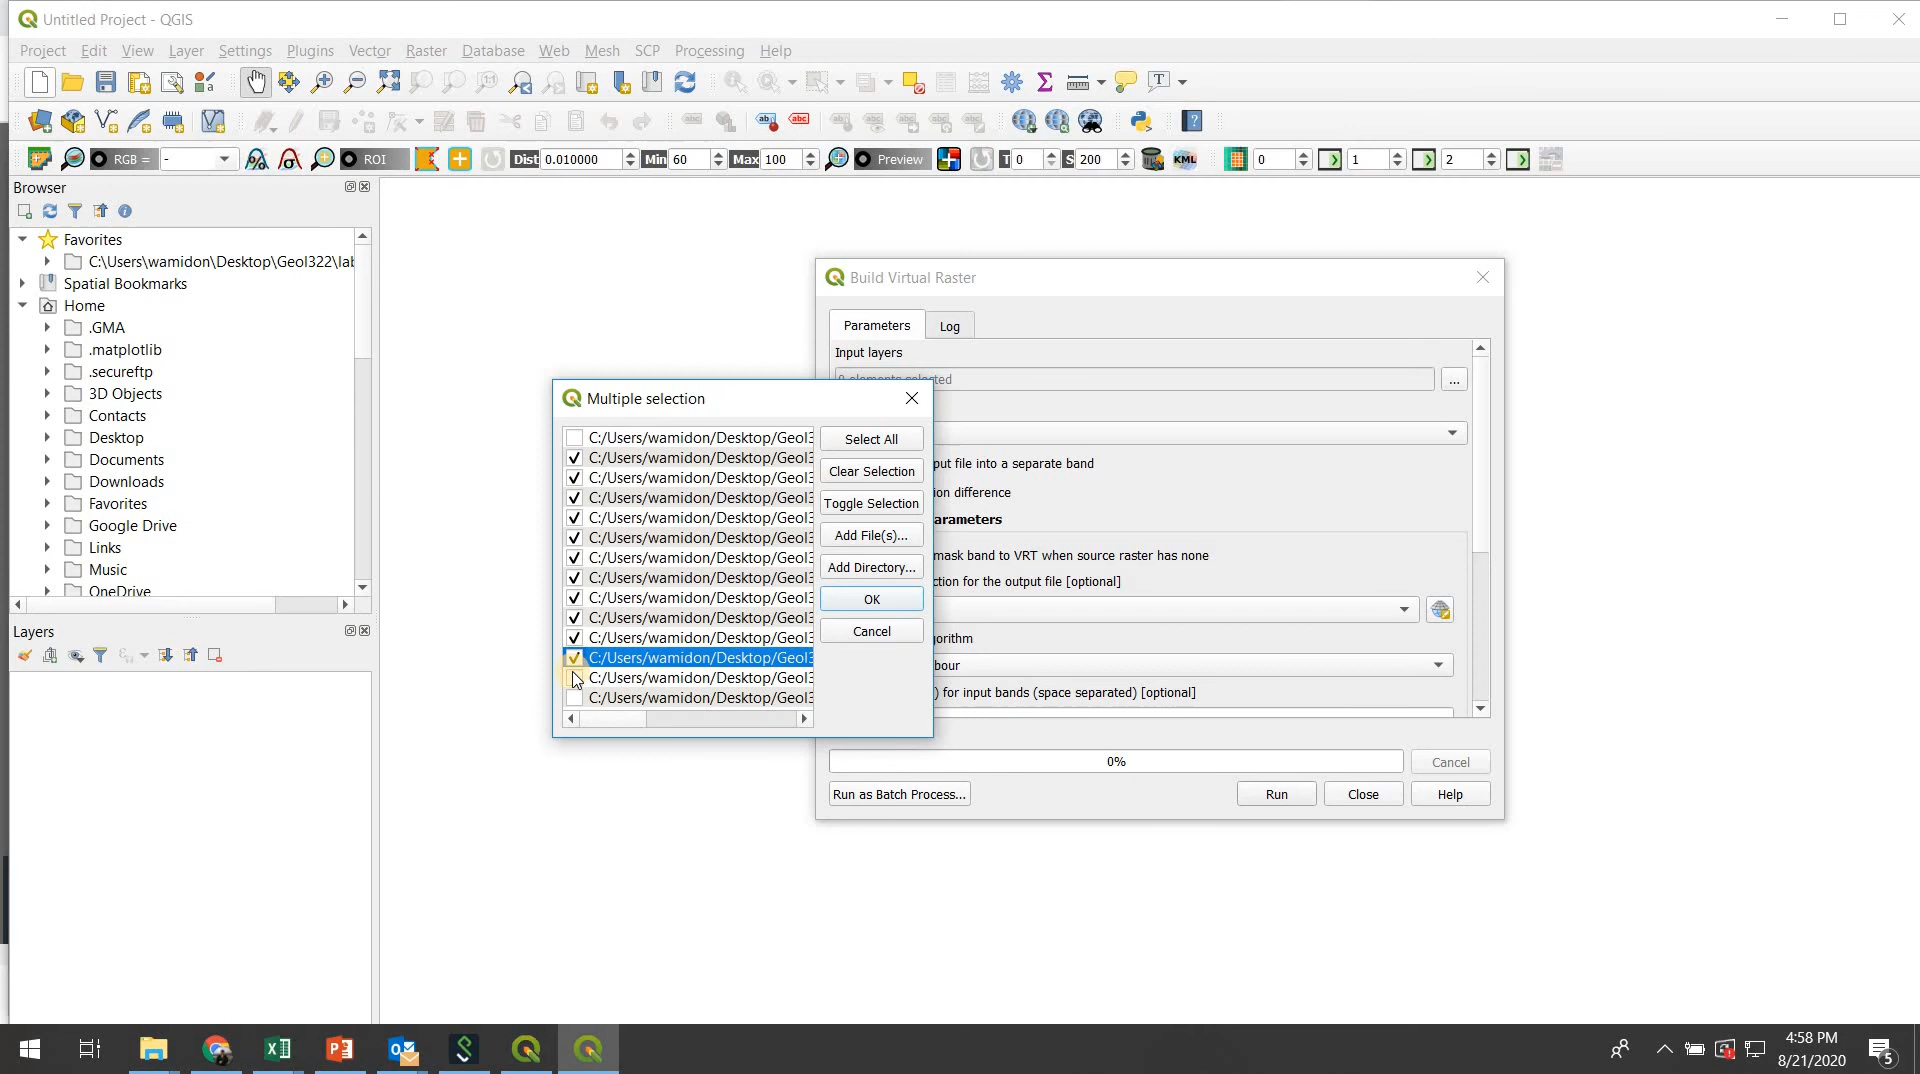 Untitled Project - QGIS
Project Edit View Layer Settings Plugins Vector Raster Database Web Mesh SCP Processing Help
RGB = - ROI Dist 0.010000 Min 60 Max 100 Preview T 0 S 200 KML 0 1 2
Browser
Favorites
C:\Users\wamidon\Desktop\Geol322\lab
Spatial Bookmarks
Home
.GMA
.matplotlib
.secureftp
3D Objects
Contacts
Desktop
Documents
Downloads
Favorites
Google Drive
Links
Music
OneDrive
Layers
Build Virtual Raster
Parameters Log
Input layers
0 elements selected ...
put file into a separate band
ion difference
arameters
mask band to VRT when source raster has none
ction for the output file [optional]
gorithm
bour
) for input bands (space separated) [optional]
0% Cancel
Run as Batch Process... Run Close Help
Multiple selection
C:/Users/wamidon/Desktop/Geol3
C:/Users/wamidon/Desktop/Geol3
C:/Users/wamidon/Desktop/Geol3
C:/Users/wamidon/Desktop/Geol3
C:/Users/wamidon/Desktop/Geol3
C:/Users/wamidon/Desktop/Geol3
C:/Users/wamidon/Desktop/Geol3
C:/Users/wamidon/Desktop/Geol3
C:/Users/wamidon/Desktop/Geol3
C:/Users/wamidon/Desktop/Geol3
C:/Users/wamidon/Desktop/Geol3
C:/Users/wamidon/Desktop/Geol3
C:/Users/wamidon/Desktop/Geol3
C:/Users/wamidon/Desktop/Geol3
Select All
Clear Selection
Toggle Selection
Add File(s)...
Add Directory...
OK
Cancel
4:58 PM
8/21/2020
5